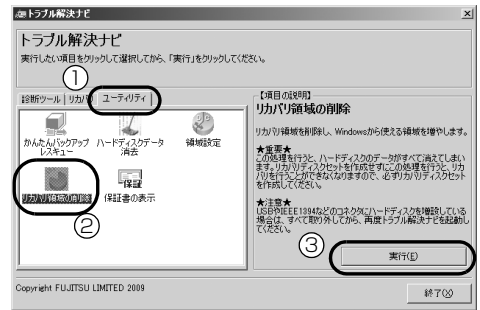 トラブル解決ナビ
トラブル解決ナビ
実行したい項目をクリックして選択してから、「実行」をクリックしてください。
①
診断ツール リカバリ ユーティリティ
かんたんバックアップ
レスキュー
ハードディスクデータ
消去
領域設定
リカバリ領域の削除
保証
保証書の表示
②
【項目の説明】
リカバリ領域の削除
リカバリ領域を削除し、Windowsから使える領域を増やします。
★重要★
この処理を行うと、ハードディスクのデータがすべて消えてしまい
ます。リカバリディスクセットを作成せずにこの処理を行うと、リカ
バリを行うことができなくなりますので、必ずリカバリディスクセット
を作成してください。
★注意★
USBやIEEE1394などのコネクタにハードディスクを増設している
場合は、すべて取り外してから、再度トラブル解決ナビを起動し
てください。
③
実行(E)
Copyright FUJITSU LIMITED 2009
終了(X)